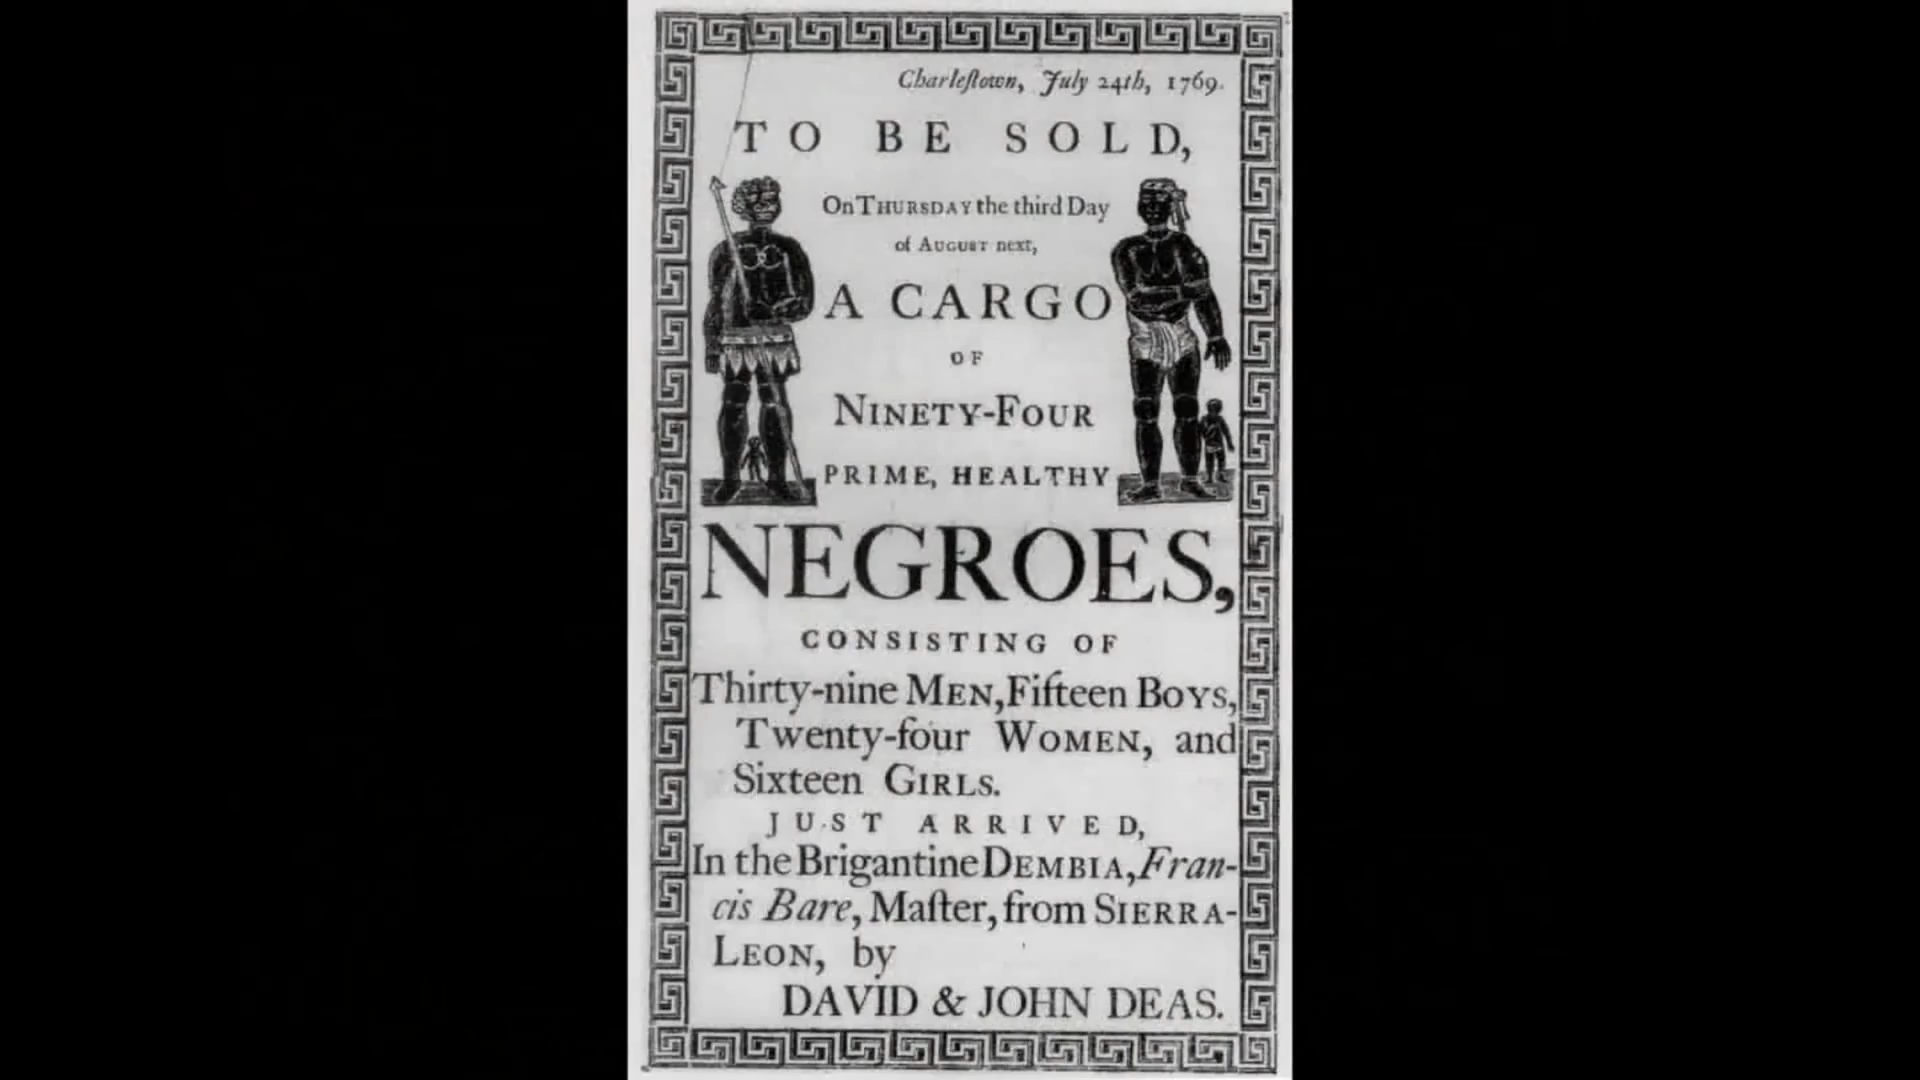 Charleſtown, July 24th, 1769.
TO BE SOLD,
On THURSDAY the third Day
of AUGUST next,
A CARGO
OF
NINETY-FOUR
PRIME, HEALTHY
NEGROES,
CONSISTING OF
Thirty-nine MEN, Fifteen BOYS,
Twenty-four WOMEN, and
Sixteen GIRLS.
JUST ARRIVED,
In the Brigantine DEMBIA, Fran-
cis Bare, Maſter, from SIERRA-
LEON, by
DAVID & JOHN DEAS.